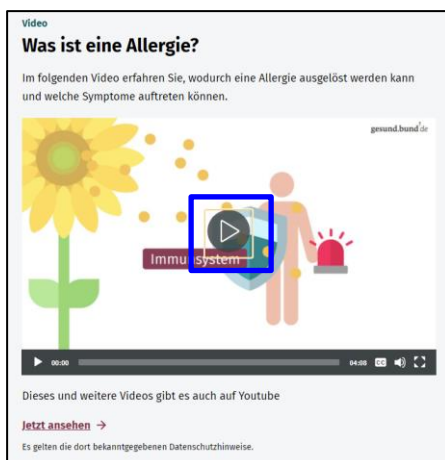 Video
Was ist eine Allergie?
Im folgenden Video erfahren Sie, wodurch eine Allergie ausgelöst werden kann
und welche Symptome auftreten können.
gesund.bund.de
Immunsystem
00:00
04:08
CC
Dieses und weitere Videos gibt es auch auf Youtube
Jetzt ansehen →
Es gelten die dort bekanntgegebenen Datenschutzhinweise.